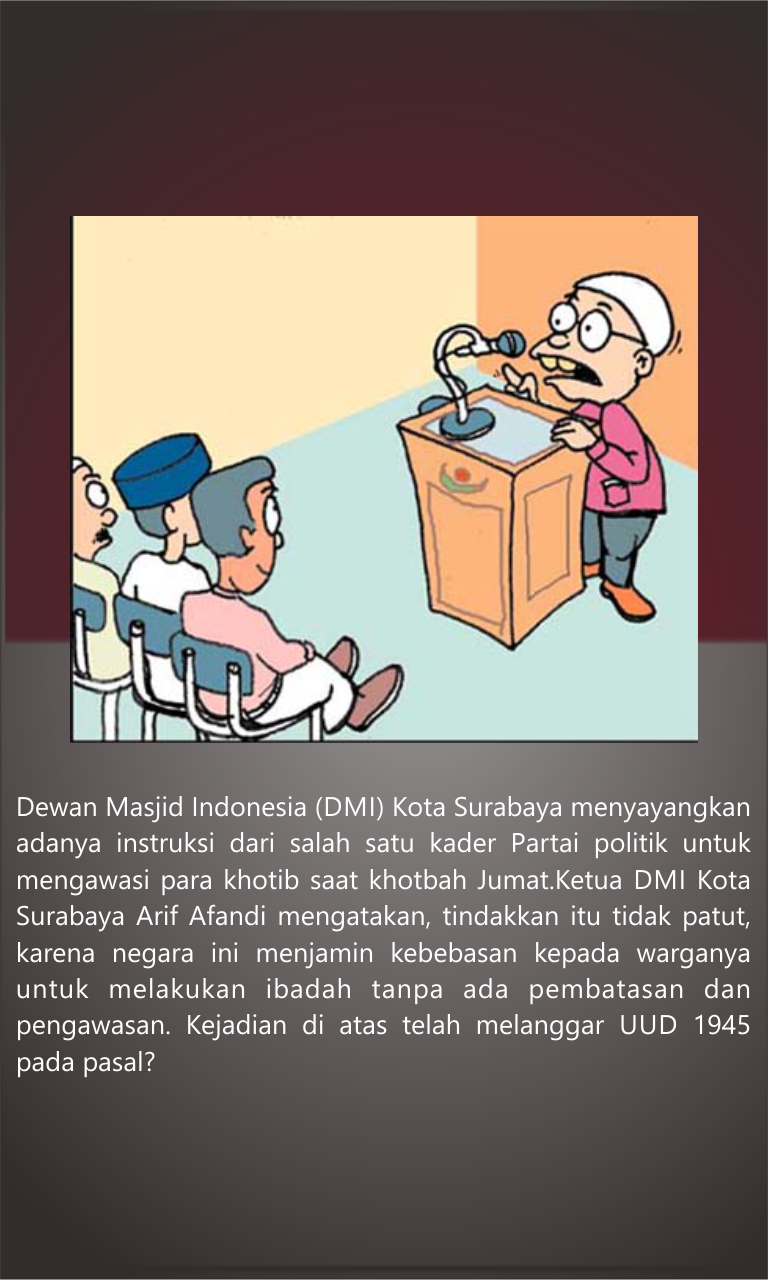 Dewan Masjid Indonesia (DMI) Kota Surabaya menyayangkan
adanya instruksi dari salah satu kader Partai politik untuk
mengawasi para khotib saat khotbah Jumat.Ketua DMI Kota
Surabaya Arif Afandi mengatakan, tindakkan itu tidak patut,
karena negara ini menjamin kebebasan kepada warganya
untuk melakukan ibadah tanpa ada pembatasan dan
pengawasan. Kejadian di atas telah melanggar UUD 1945
pada pasal?